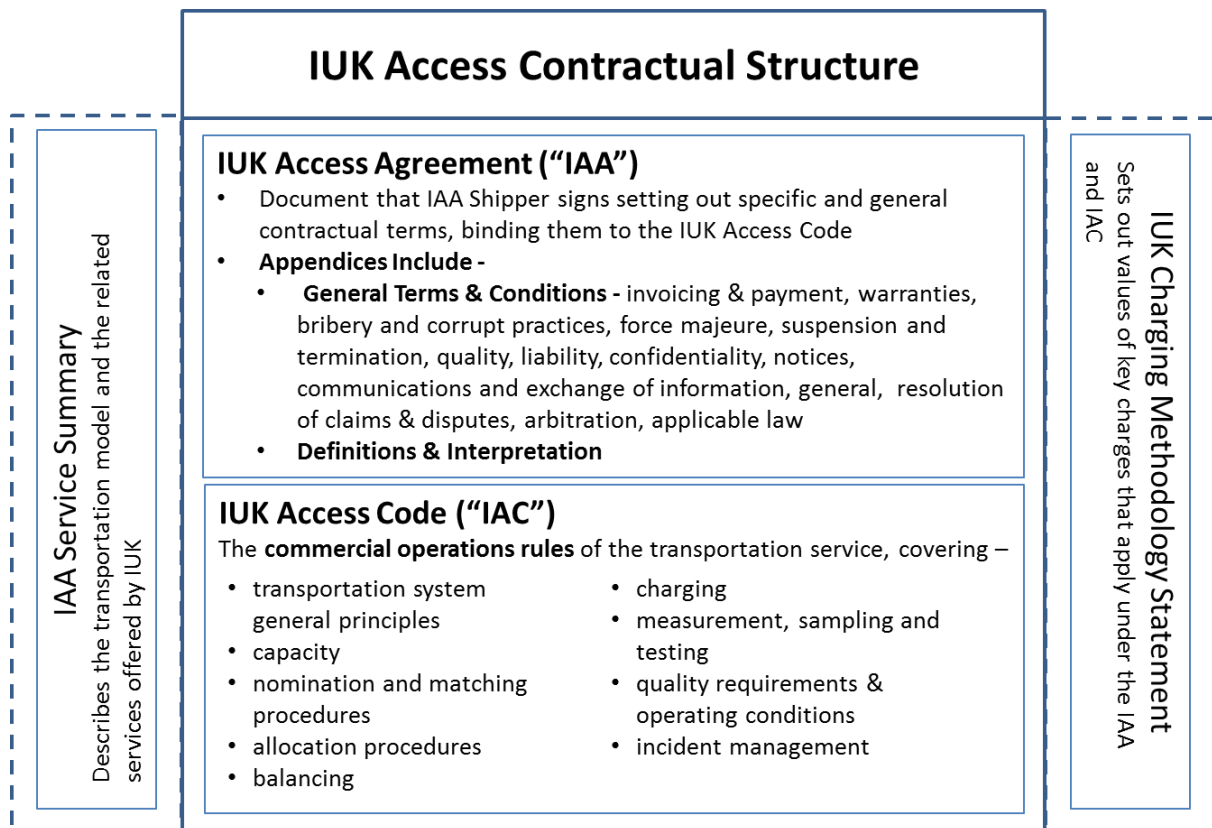 IUK Access Contractual Structure
IAA Service Summary
Describes the transportation model and the related
services offered by IUK
IUK Access Agreement (“IAA”)
• Document that IAA Shipper signs setting out specific and general
contractual terms, binding them to the IUK Access Code
• Appendices Include -
• General Terms & Conditions - invoicing & payment, warranties,
bribery and corrupt practices, force majeure, suspension and
termination, quality, liability, confidentiality, notices,
communications and exchange of information, general, resolution
of claims & disputes, arbitration, applicable law
• Definitions & Interpretation
IUK Access Code (“IAC”)
The commercial operations rules of the transportation service, covering –
• transportation system
general principles
• capacity
• nomination and matching
procedures
• allocation procedures
• balancing
• charging
• measurement, sampling and
testing
• quality requirements &
operating conditions
• incident management
IUK Charging Methodology Statement
Sets out values of key charges that apply under the IAA
and IAC